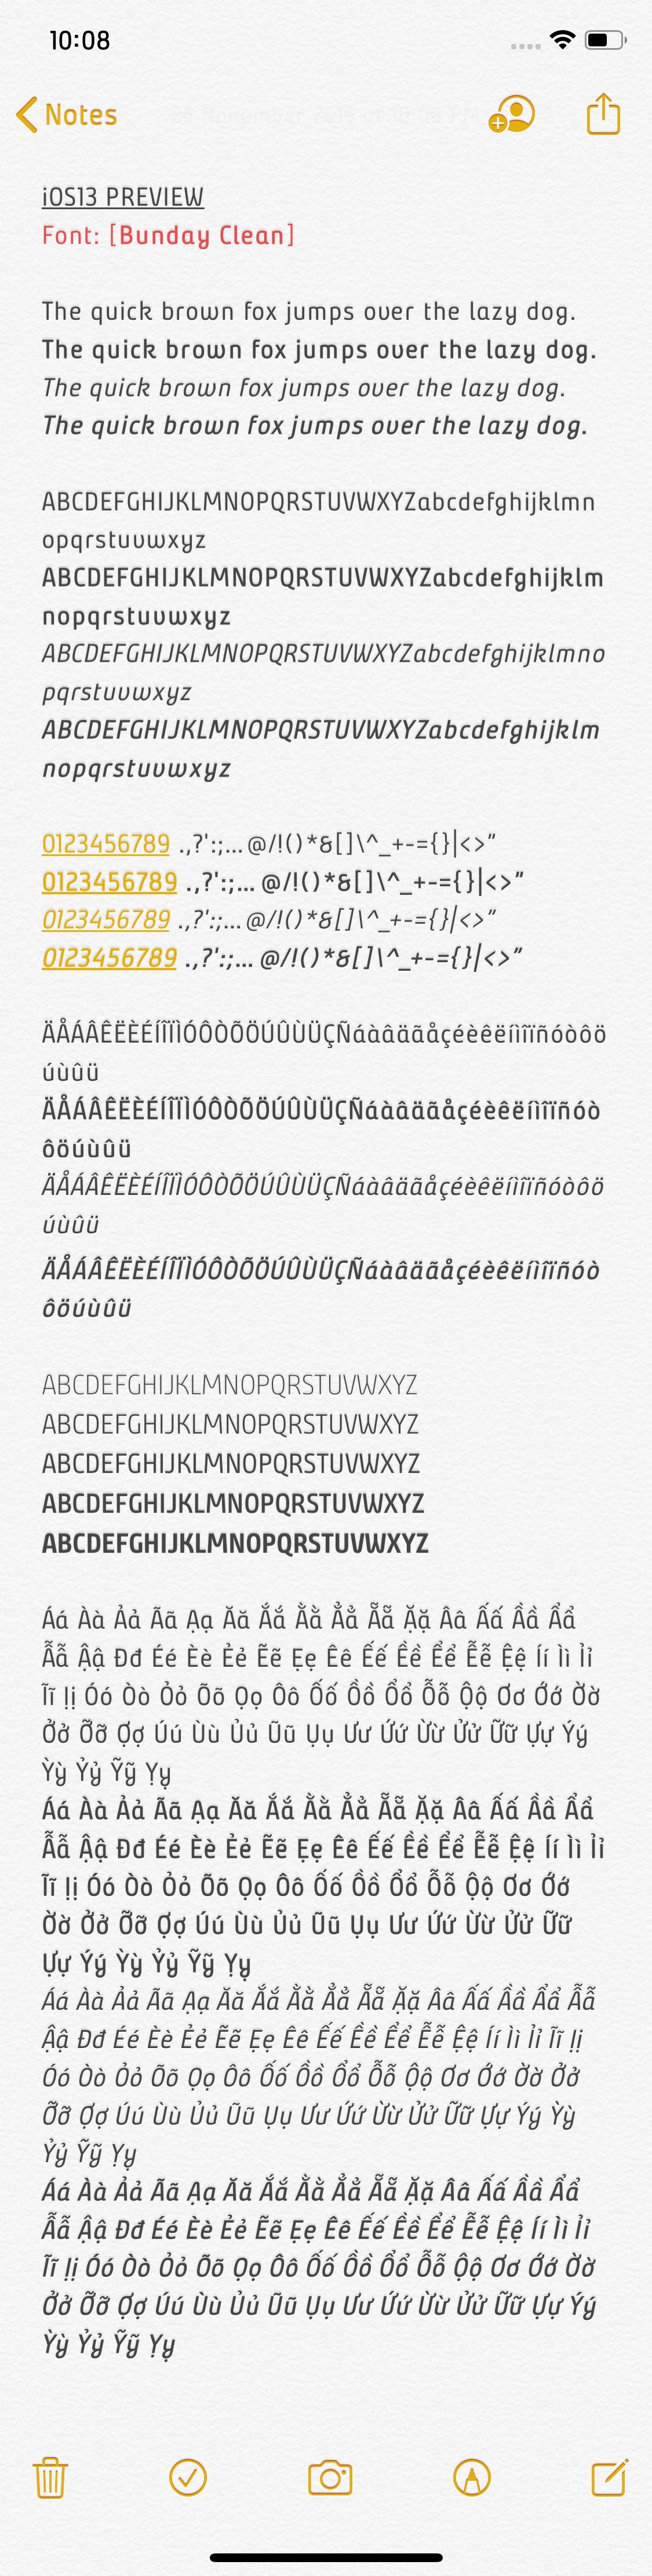 10:08
Notes
iOS13 PREVIEW
Font: [Bunday Clean]
The quick brown fox jumps over the lazy dog.
The quick brown fox jumps over the lazy dog.
The quick brown fox jumps over the lazy dog.
The quick brown fox jumps over the lazy dog.
ABCDEFGHIJKLMNOPQRSTUVWXYZabcdefghijklmn
opqrstuvwxyz
ABCDEFGHIJKLMNOPQRSTUVWXYZabcdefghijklm
nopqrstuvwxyz
ABCDEFGHIJKLMNOPQRSTUVWXYZabcdefghijklmno
pqrstuvwxyz
ABCDEFGHIJKLMNOPQRSTUVWXYZabcdefghijklm
nopqrstuvwxyz
0123456789 .,?':;... @/!()*&[]\^_+-={}|<>"
0123456789 .,?':;... @/!()*&[]\^_+-={}|<>"
0123456789 .,?':;... @/!()*&[]\^_+-={}|<>"
0123456789 .,?':;... @/!()*&[]\^_+-={}|<>"
ÄÅÁÂÊËÈÉÍÎÏÌÓÔÒÕÖÚÛÙÜÇÑáàâäãåçéèêëíìîïñóòôö
úùûü
ÄÅÁÂÊËÈÉÍÎÏÌÓÔÒÕÖÚÛÙÜÇÑáàâäãåçéèêëíìîïñóò
ôöúùûü
ÄÅÁÂÊËÈÉÍÎÏÌÓÔÒÕÖÚÛÙÜÇÑáàâäãåçéèêëíìîïñóòôö
úùûü
ÄÅÁÂÊËÈÉÍÎÏÌÓÔÒÕÖÚÛÙÜÇÑáàâäãåçéèêëíìîïñóò
ôöúùûü
ABCDEFGHIJKLMNOPQRSTUVWXYZ
ABCDEFGHIJKLMNOPQRSTUVWXYZ
ABCDEFGHIJKLMNOPQRSTUVWXYZ
ABCDEFGHIJKLMNOPQRSTUVWXYZ
ABCDEFGHIJKLMNOPQRSTUVWXYZ
Áá Àà Ảả Ãã Ạạ Ăă Ắắ Ằằ Ẳẳ Ẵẵ Ặặ Ââ Ấấ Ầầ Ẩẩ
Ẫẫ Ậậ Đđ Éé Èè Ẻẻ Ẽẽ Ẹẹ Êê Ếế Ềề Ểể Ễễ Ệệ Íí Ìì Ỉỉ
Ĩĩ Ịị Óó Òò Ỏỏ Õõ Ọọ Ôô Ốố Ồồ Ổổ Ỗỗ Ộộ Ơơ Ớớ Ờờ
Ởở Ỡỡ Ợợ Úú Ùù Ủủ Ũũ Ụụ Ưư Ứứ Ừừ Ửử Ữữ Ựự Ýý
Ỳỳ Ỷỷ Ỹỹ Ỵỵ
Áá Àà Ảả Ãã Ạạ Ăă Ắắ Ằằ Ẳẳ Ẵẵ Ặặ Ââ Ấấ Ầầ Ẩẩ
Ẫẫ Ậậ Đđ Éé Èè Ẻẻ Ẽẽ Ẹẹ Êê Ếế Ềề Ểể Ễễ Ệệ Íí Ìì Ỉỉ
Ĩĩ Ịị Óó Òò Ỏỏ Õõ Ọọ Ôô Ốố Ồồ Ổổ Ỗỗ Ộộ Ơơ Ớớ
Ờờ Ởở Ỡỡ Ợợ Úú Ùù Ủủ Ũũ Ụụ Ưư Ứứ Ừừ Ửử Ữữ
Ựự Ýý Ỳỳ Ỷỷ Ỹỹ Ỵỵ
Áá Àà Ảả Ãã Ạạ Ăă Ắắ Ằằ Ẳẳ Ẵẵ Ặặ Ââ Ấấ Ầầ Ẩẩ Ẫẫ
Ậậ Đđ Éé Èè Ẻẻ Ẽẽ Ẹẹ Êê Ếế Ềề Ểể Ễễ Ệệ Íí Ìì Ỉỉ Ĩĩ Ịị
Óó Òò Ỏỏ Õõ Ọọ Ôô Ốố Ồồ Ổổ Ỗỗ Ộộ Ơơ Ớớ Ờờ Ởở
Ỡỡ Ợợ Úú Ùù Ủủ Ũũ Ụụ Ưư Ứứ Ừừ Ửử Ữữ Ựự Ýý Ỳỳ
Ỷỷ Ỹỹ Ỵỵ
Áá Àà Ảả Ãã Ạạ Ăă Ắắ Ằằ Ẳẳ Ẵẵ Ặặ Ââ Ấấ Ầầ Ẩẩ
Ẫẫ Ậậ Đđ Éé Èè Ẻẻ Ẽẽ Ẹẹ Êê Ếế Ềề Ểể Ễễ Ệệ Íí Ìì Ỉỉ
Ĩĩ Ịị Óó Òò Ỏỏ Õõ Ọọ Ôô Ốố Ồồ Ổổ Ỗỗ Ộộ Ơơ Ớớ Ờờ
Ởở Ỡỡ Ợợ Úú Ùù Ủủ Ũũ Ụụ Ưư Ứứ Ừừ Ửử Ữữ Ựự Ýý
Ỳỳ Ỷỷ Ỹỹ Ỵỵ